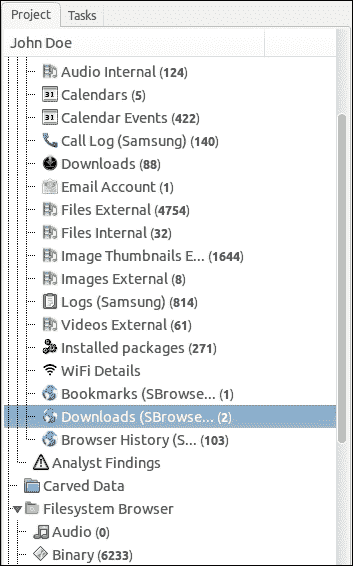 Project Tasks
John Doe
Audio Internal (124)
Calendars (5)
Calendar Events (422)
Call Log (Samsung) (140)
Downloads (88)
Email Account (1)
Files External (4754)
Files Internal (32)
Image Thumbnails E... (1644)
Images External (8)
Logs (Samsung) (814)
Videos External (61)
Installed packages (271)
WiFi Details
Bookmarks (SBrowse... (1)
Downloads (SBrowse... (2)
Browser History (S... (103)
Analyst Findings
Carved Data
Filesystem Browser
Audio (0)
Binary (6233)